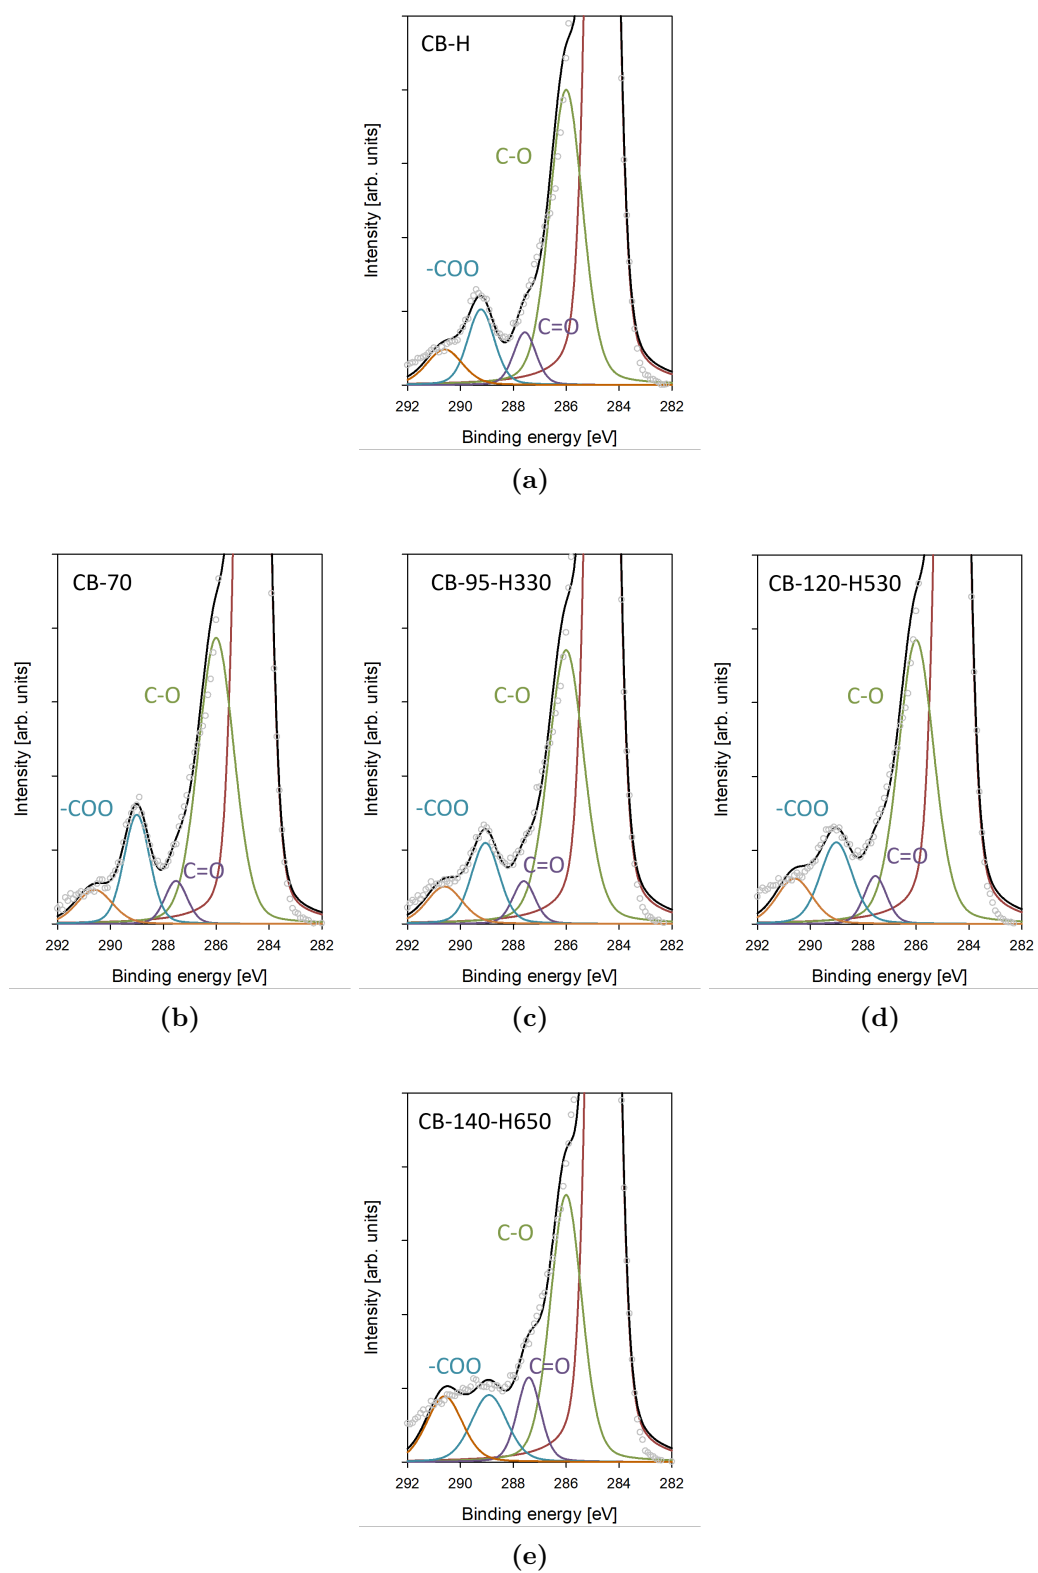 CB-H
C-O
-COO
C=O
Intensity [arb. units]
292 290 288 286 284 282
Binding energy [eV]
(a)
CB-70
C-O
-COO
C=O
Intensity [arb. units]
292 290 288 286 284 282
Binding energy [eV]
(b)
CB-95-H330
C-O
-COO
C=O
Intensity [arb. units]
292 290 288 286 284 282
Binding energy [eV]
(c)
CB-120-H530
C-O
-COO
C=O
Intensity [arb. units]
292 290 288 286 284 282
Binding energy [eV]
(d)
CB-140-H650
C-O
-COO
C=O
Intensity [arb. units]
292 290 288 286 284 282
Binding energy [eV]
(e)